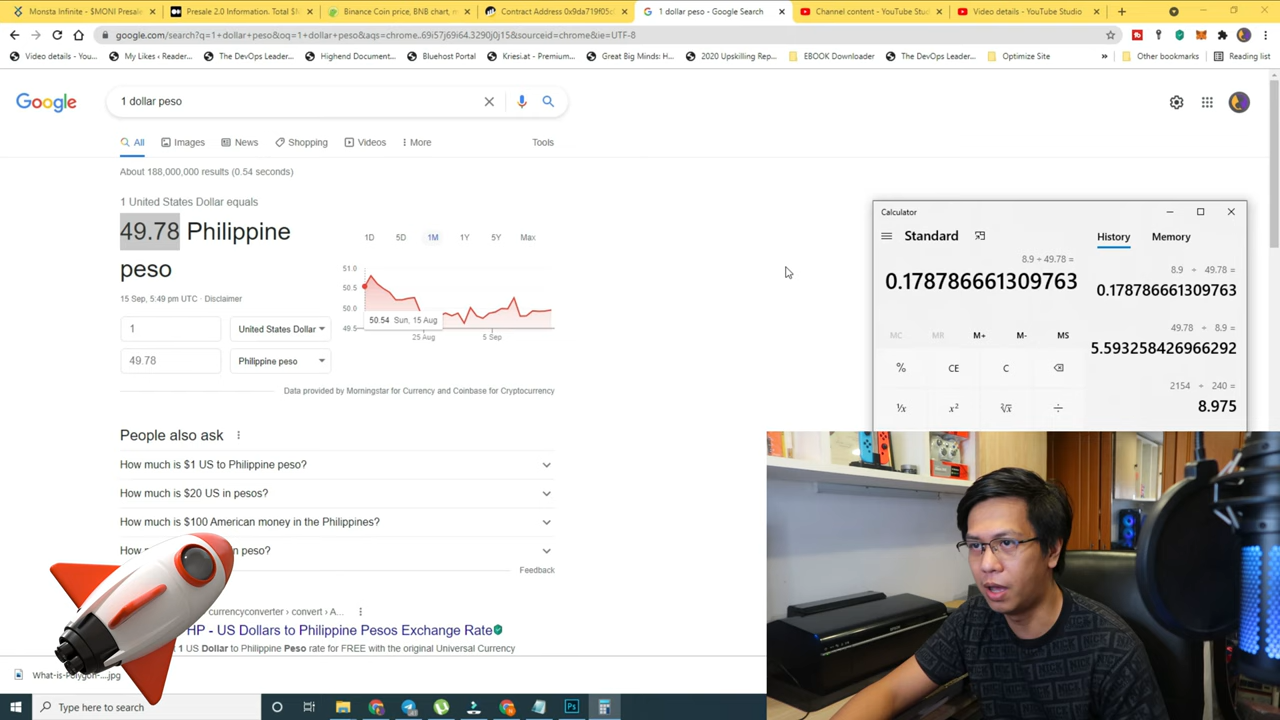 Monsta Infinite - $MONI Presale
Presale 2.0 Information. Total $
Binance Coin price, BNB chart, m
Contract Address 0x9da719f05c
1 dollar peso - Google Search
Channel content - YouTube Studio
Video details - YouTube Studio
google.com/search?q=1+dollar+peso&oq=1+dollar+peso&aqs=chrome..69i57j69i64.3290j0j15&sourceid=chrome&ie=UTF-8
Video details - You...
My Likes ‹ Reader...
The DevOps Leader...
Highend Document...
Bluehost Portal
Kriesi.at - Premium...
Great Big Minds: H...
2020 Upskilling Rep...
EBOOK Downloader
The DevOps Leader...
Optimize Site
»
Other bookmarks
Reading list
Google
1 dollar peso
All
Images
News
Shopping
Videos
More
Tools
About 188,000,000 results (0.54 seconds)
1 United States Dollar equals
49.78 Philippine
peso
15 Sep, 5:49 pm UTC · Disclaimer
1
United States Dollar
49.78
Philippine peso
1D
5D
1M
1Y
5Y
Max
51.0
50.5
50.0
49.5
50.54 Sun, 15 Aug
25 Aug
5 Sep
Data provided by Morningstar for Currency and Coinbase for Cryptocurrency
People also ask
How much is $1 US to Philippine peso?
How much is $20 US in pesos?
How much is $100 American money in the Philippines?
in peso?
Feedback
currencyconverter › convert › A...
HP - US Dollars to Philippine Pesos Exchange Rate
1 US Dollar to Philippine Peso rate for FREE with the original Universal Currency
Calculator
Standard
8.9 ÷ 49.78 =
0.178786661309763
MC
MR
M+
M-
MS
%
CE
C
¹/x
x²
²√x
÷
History
Memory
8.9 ÷ 49.78 =
0.178786661309763
49.78 ÷ 8.9 =
5.593258426966292
2154 ÷ 240 =
8.975
What-is-Polygon-....jpg
Type here to search
Ps